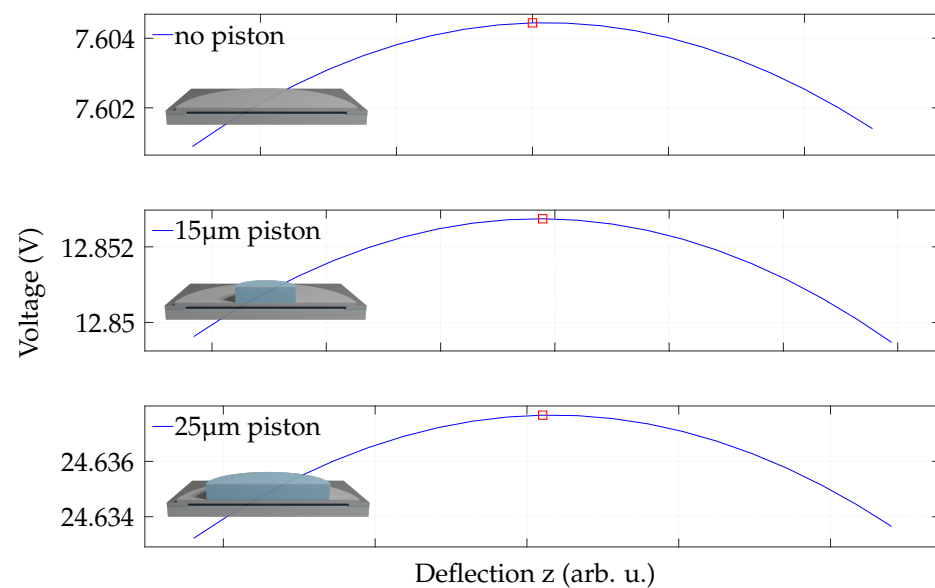 7.604
no piston
7.602
Voltage (V)
15µm piston
12.852
12.85
25µm piston
24.636
24.634
Deflection z (arb. u.)